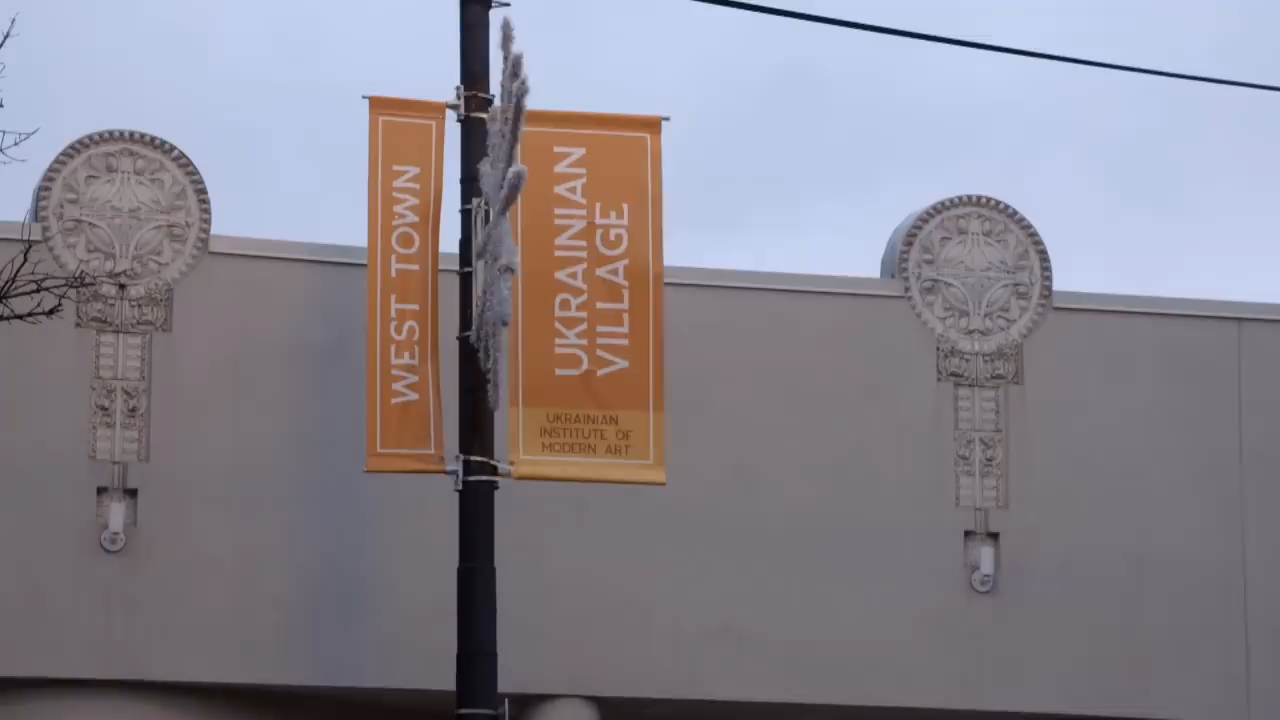 WEST TOWN
UKRAINIAN
VILLAGE
UKRAINIAN
INSTITUTE OF
MODERN ART